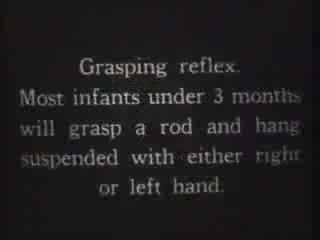 Grasping reflex.
Most infants under 3 months
will grasp a rod and hang
suspended with either right
or left hand.